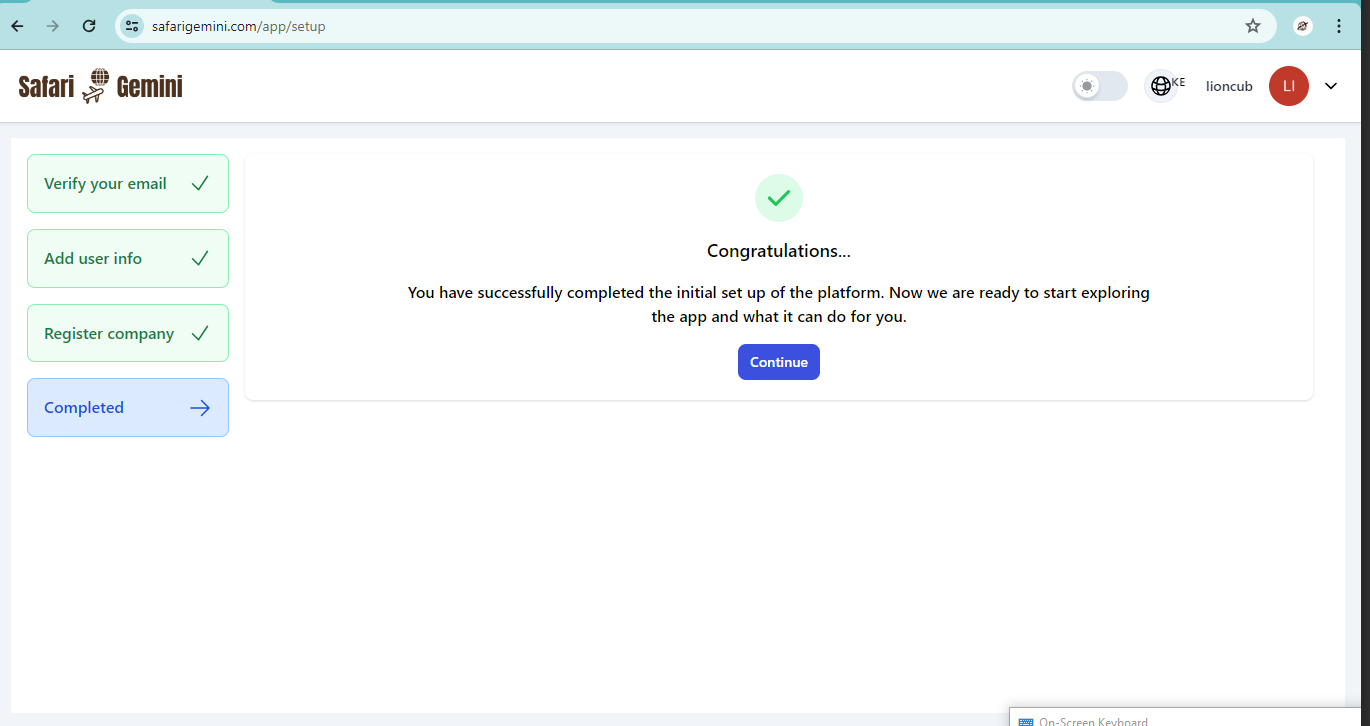 safarigemini.com/app/setup
Safari Gemini
KE
lioncub
LI
Verify your email
Add user info
Register company
Completed
Congratulations...
You have successfully completed the initial set up of the platform. Now we are ready to start exploring
the app and what it can do for you.
Continue
On-Screen Keyboard